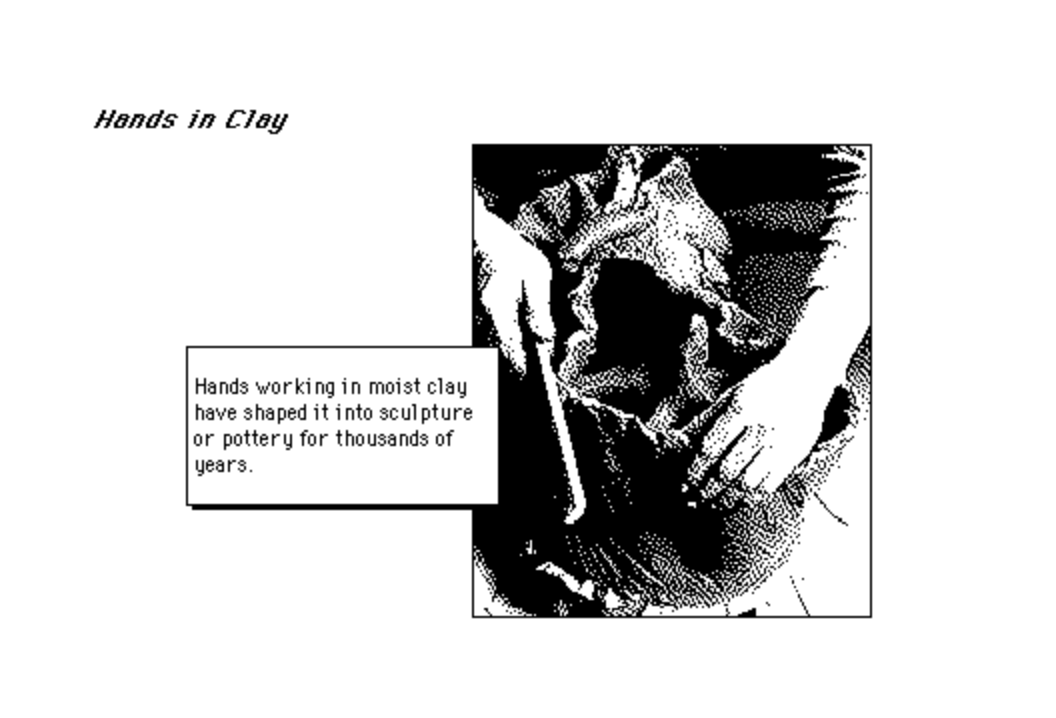 Hands in Clay
Hands working in moist clay
have shaped it into sculpture
or pottery for thousands of
years.